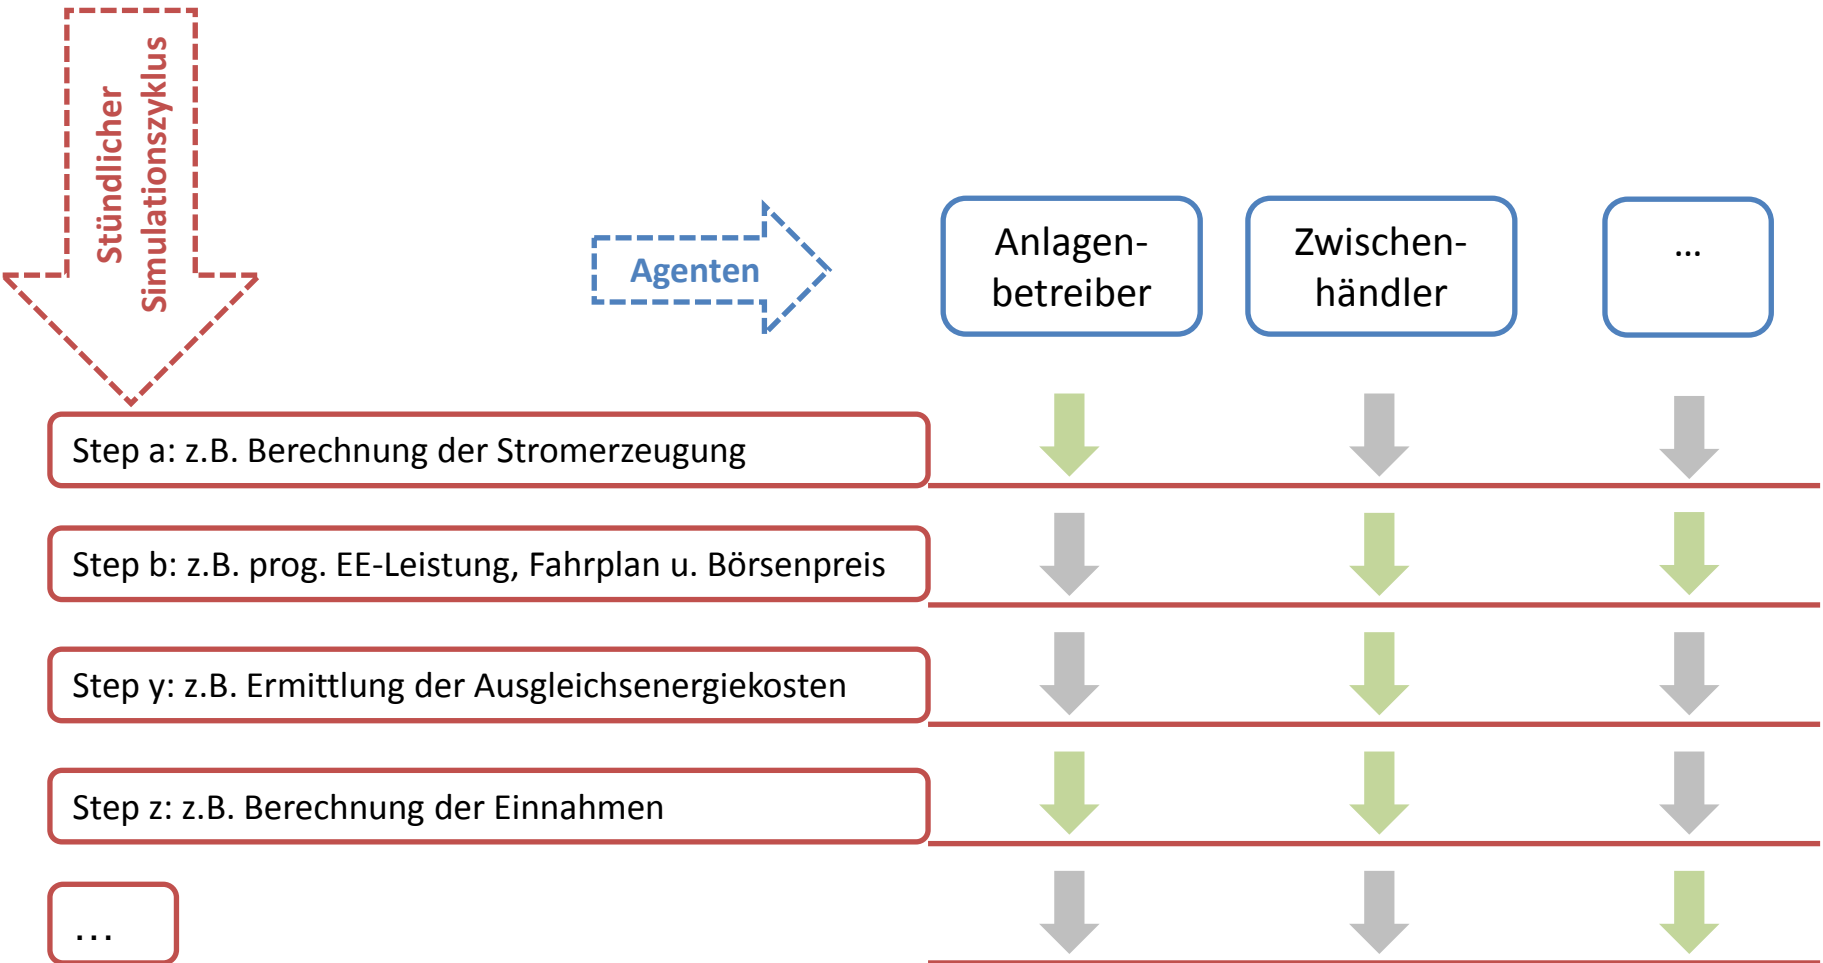 Stündlicher
Simulationszyklus
Agenten
Anlagen-
betreiber
Zwischen-
händler
...
Step a: z.B. Berechnung der Stromerzeugung
Step b: z.B. prog. EE-Leistung, Fahrplan u. Börsenpreis
Step y: z.B. Ermittlung der Ausgleichsenergiekosten
Step z: z.B. Berechnung der Einnahmen
...